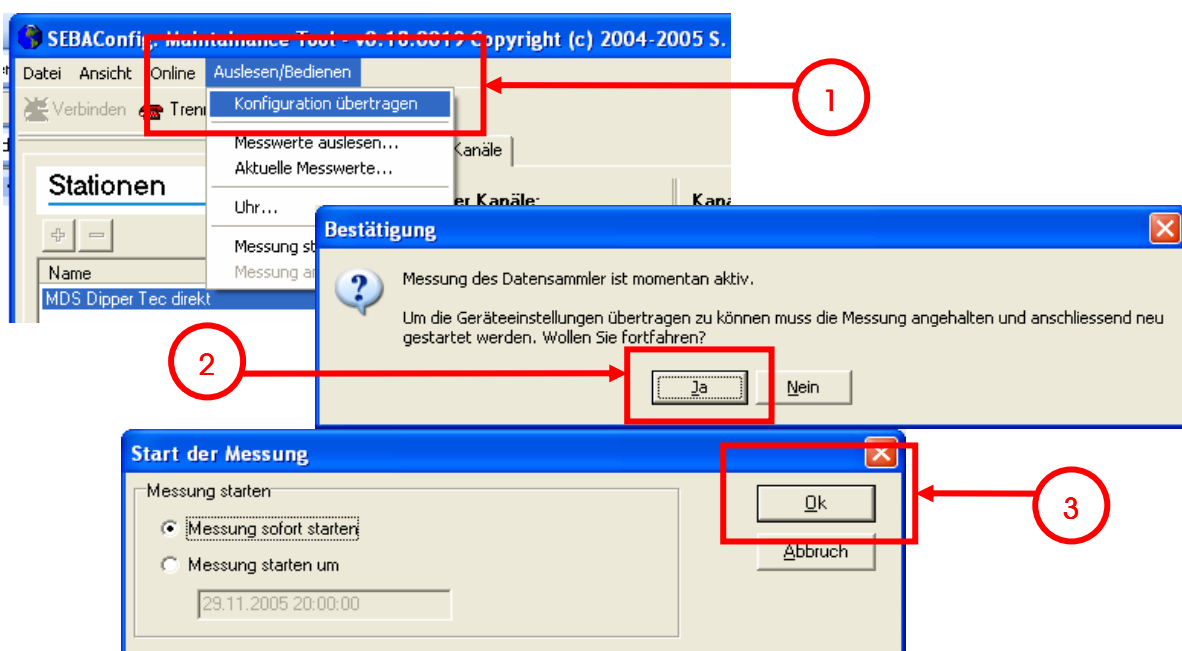 SEBAConfig, Maintainance Tool - v0.18.0019 Copyright (c) 2004-2005 S.
Datei Ansicht Online Auslesen/Bedienen
Verbinden Tren
Konfiguration übertragen
1
Messwerte auslesen...
Kanäle
Aktuelle Messwerte...
Stationen
er Kanäle:
Kana
Uhr...
Messung st
Messung an
Name
MDS Dipper Tec direkt
Bestätigung
Messung des Datensammler ist momentan aktiv.
Um die Geräteeinstellungen übertragen zu können muss die Messung angehalten und anschliessend neu
gestartet werden. Wollen Sie fortfahren?
2
Ja Nein
Start der Messung
Messung starten
Messung sofort starten
Messung starten um
29.11.2005 20:00:00
Ok
Abbruch
3